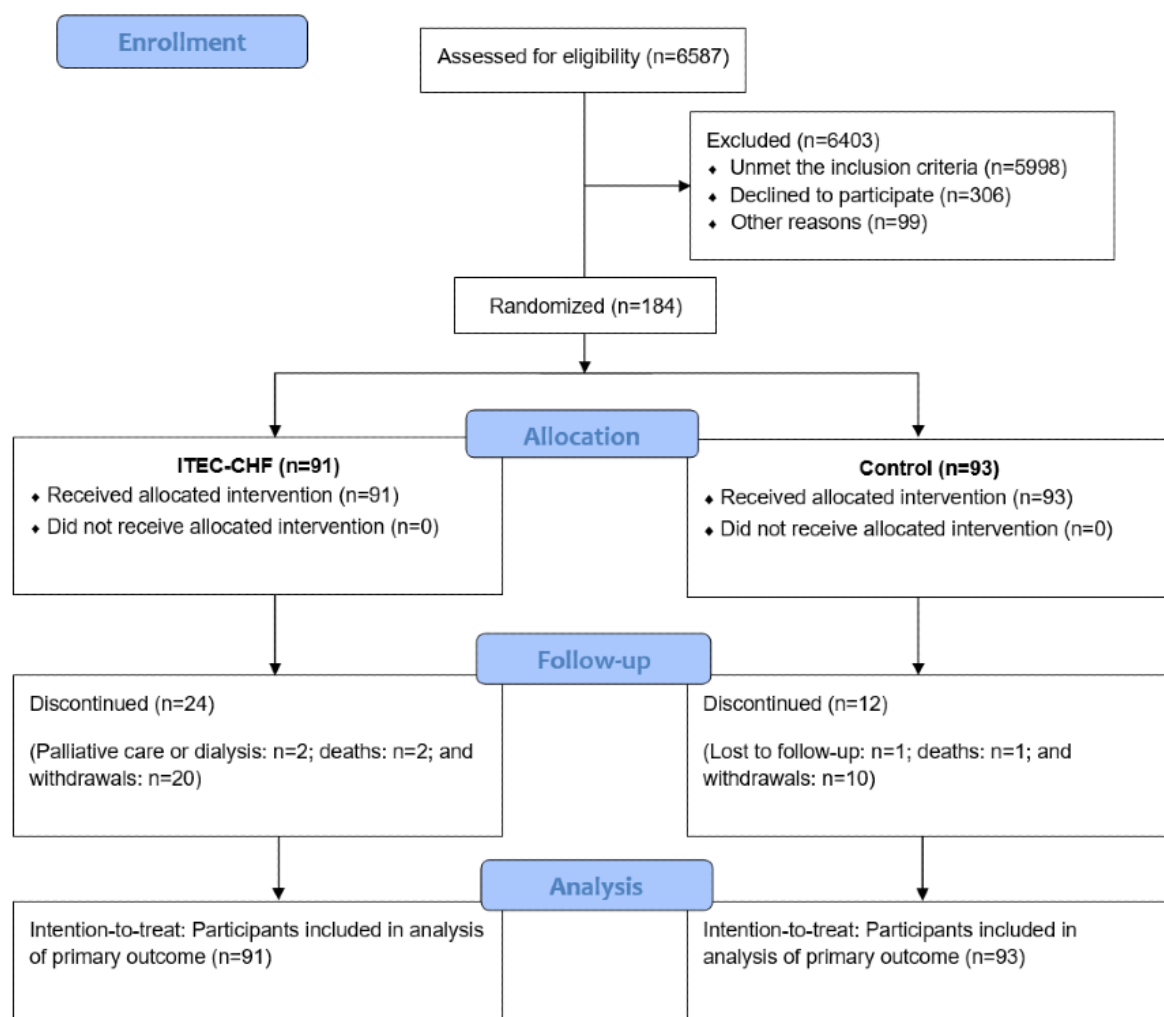 Enrollment
Assessed for eligibility (n=6587)
Excluded (n=6403)
⬧ Unmet the inclusion criteria (n=5998)
⬧ Declined to participate (n=306)
⬧ Other reasons (n=99)
Randomized (n=184)
Allocation
ITEC-CHF (n=91)
⬧ Received allocated intervention (n=91)
⬧ Did not receive allocated intervention (n=0)
Control (n=93)
⬧ Received allocated intervention (n=93)
⬧ Did not receive allocated intervention (n=0)
Follow-up
Discontinued (n=24)
(Palliative care or dialysis: n=2; deaths: n=2; and
withdrawals: n=20)
Discontinued (n=12)
(Lost to follow-up: n=1; deaths: n=1; and
withdrawals: n=10)
Analysis
Intention-to-treat: Participants included in analysis
of primary outcome (n=91)
Intention-to-treat: Participants included in
analysis of primary outcome (n=93)